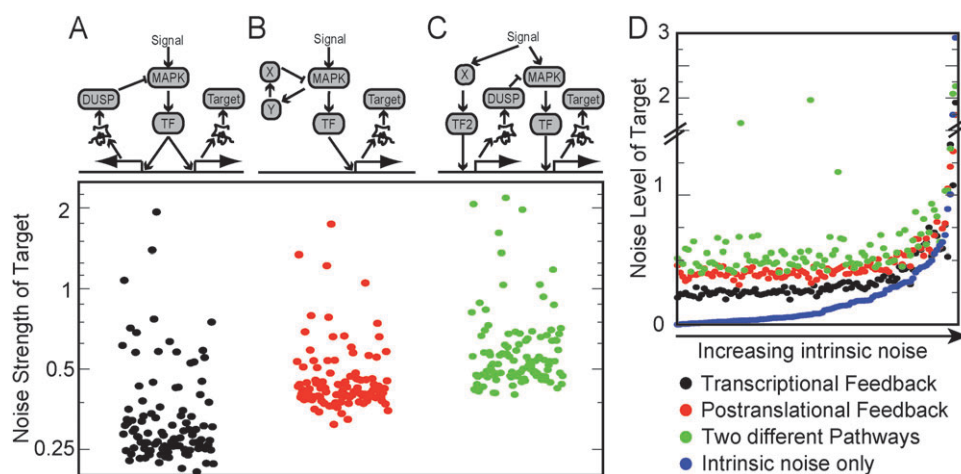 A
Signal
MAPK
DUSP
Target
TF
B
Signal
X
MAPK
Y
Target
TF
C
Signal
X
MAPK
DUSP
Target
TF2
TF
Noise Strength of Target
2
1
0.5
0.25
D
Noise Level of Target
3
2
1
0
Increasing intrinsic noise
Transcriptional Feedback
Postranslational Feedback
Two different Pathways
Intrinsic noise only